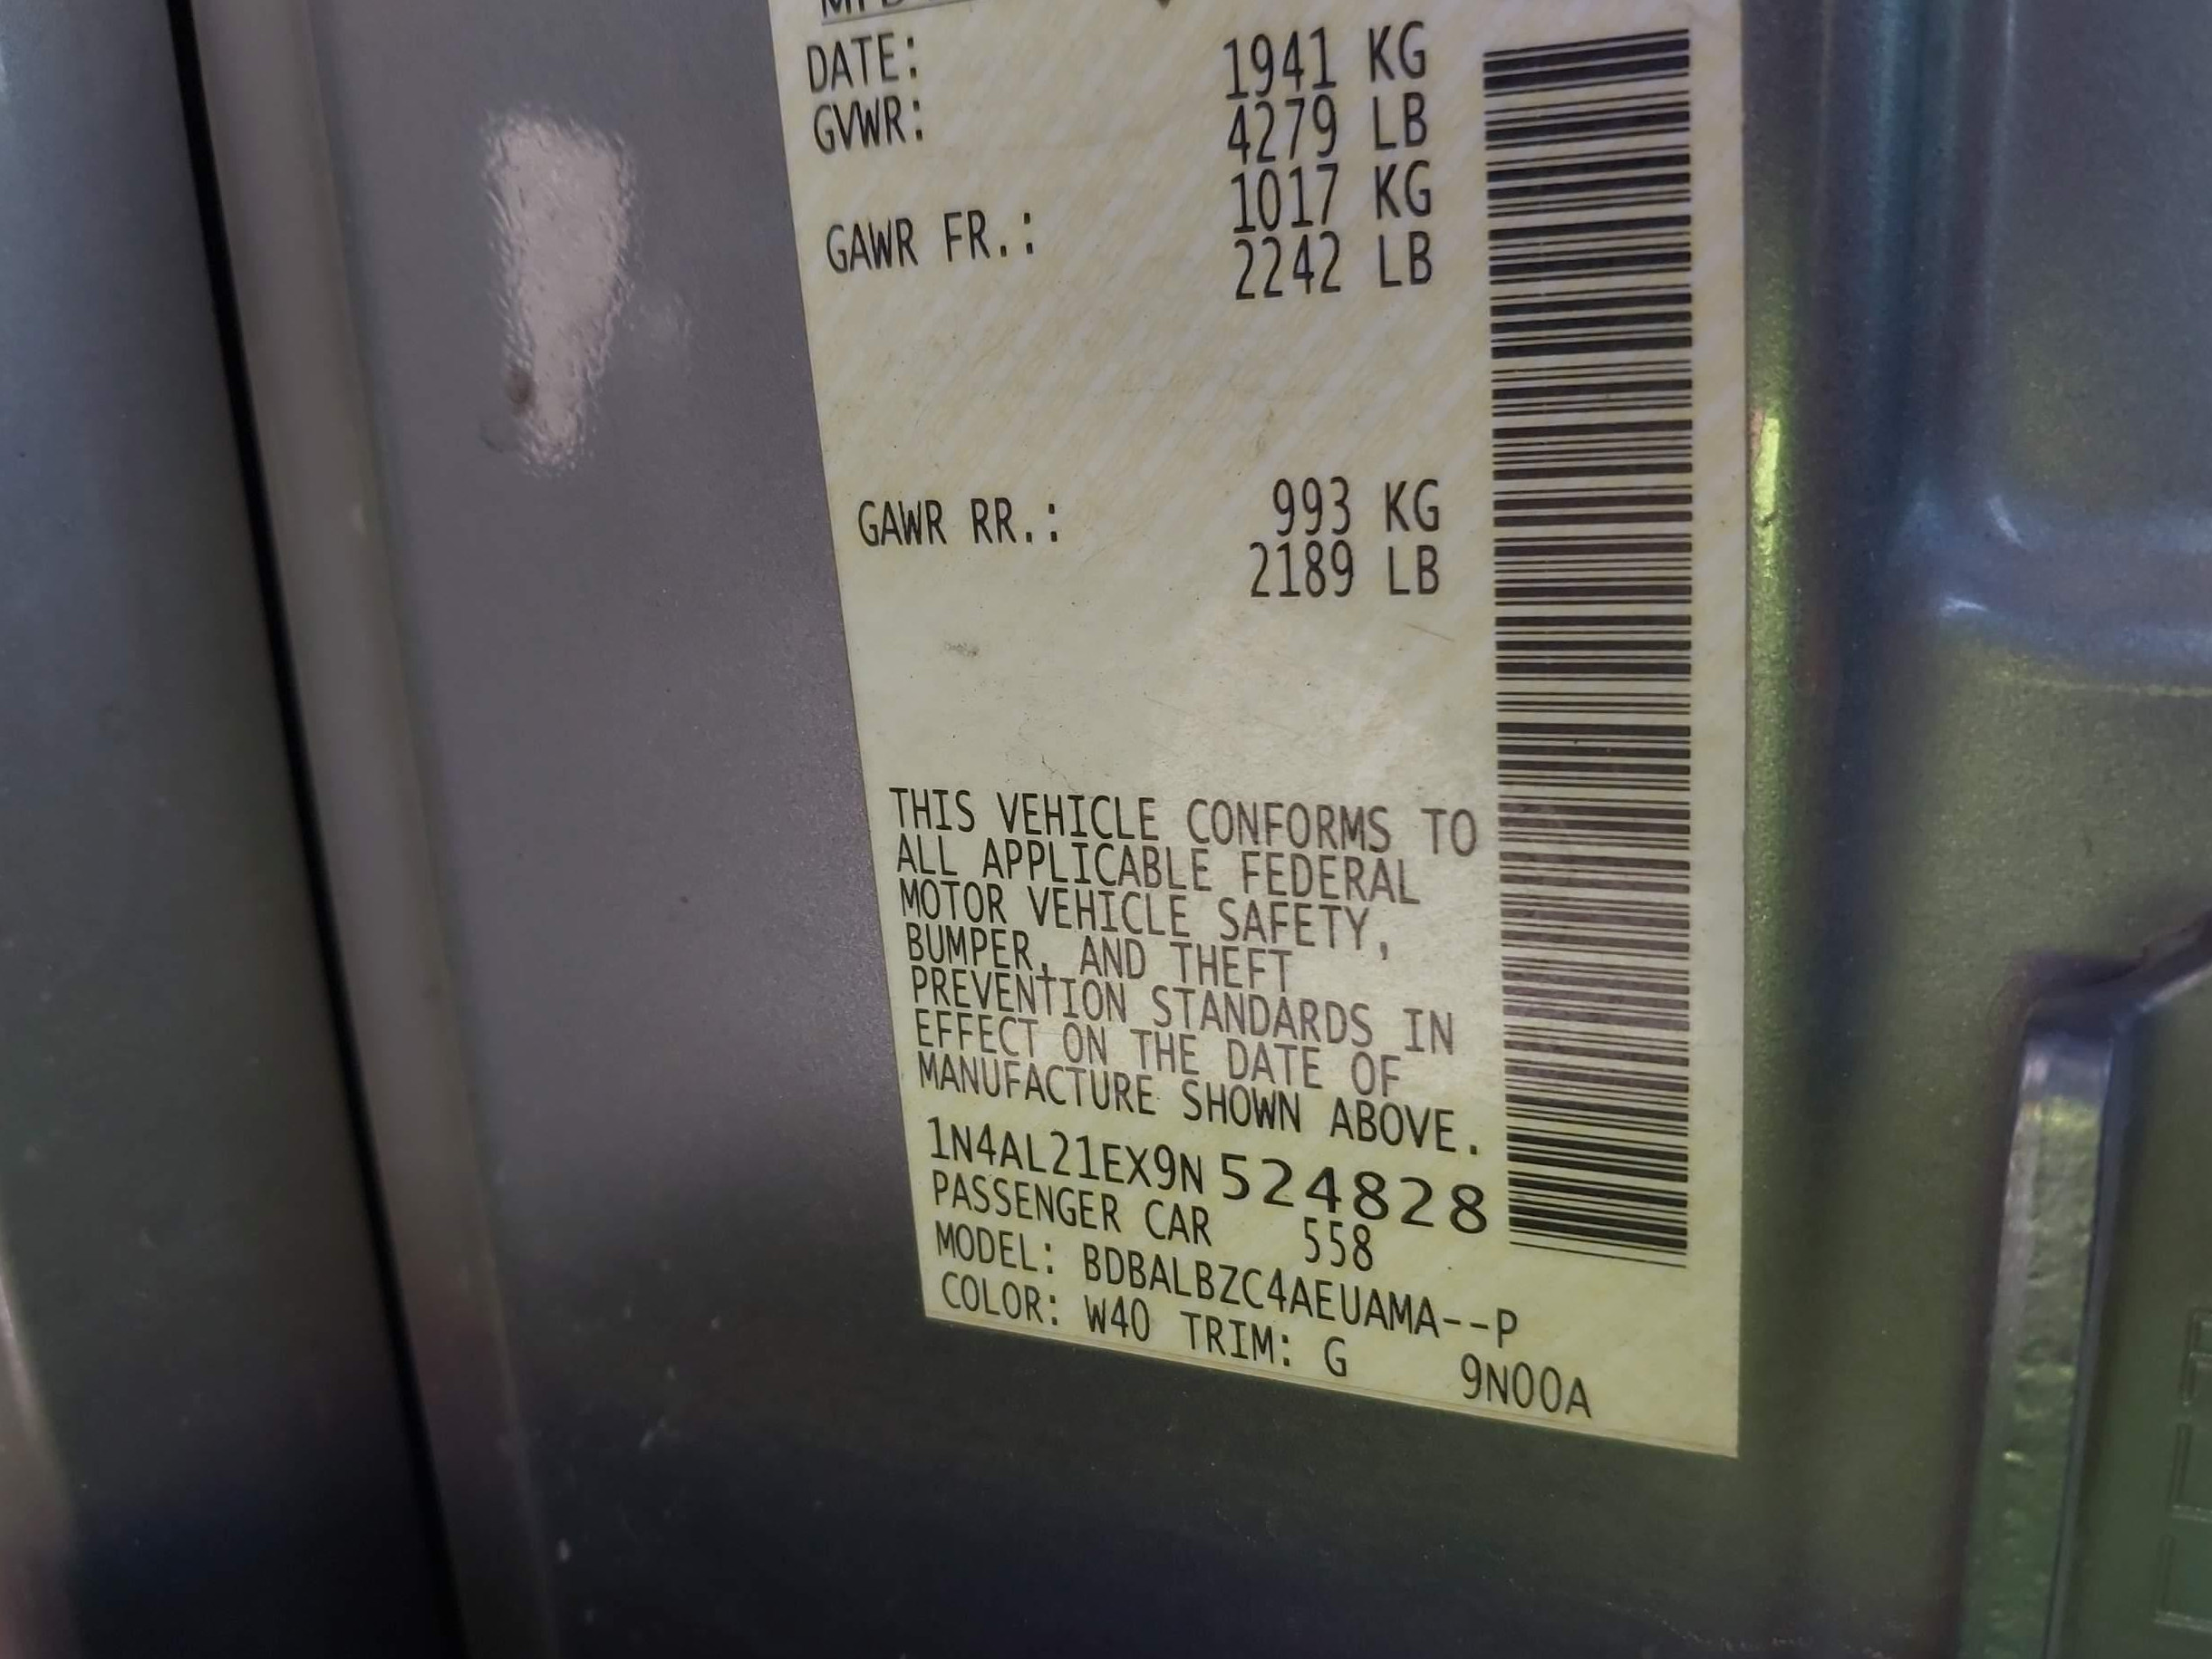 DATE: 1941 KG
GVWR: 4279 LB
1017 KG
GAWR FR.: 2242 LB
GAWR RR.: 993 KG
2189 LB
THIS VEHICLE CONFORMS TO
ALL APPLICABLE FEDERAL
MOTOR VEHICLE SAFETY,
BUMPER, AND THEFT
PREVENTION STANDARDS IN
EFFECT ON THE DATE OF
MANUFACTURE SHOWN ABOVE.
1N4AL21EX9N524828
PASSENGER CAR 558
MODEL: BDBALBZC4AEUAMA--P
COLOR: W40 TRIM: G 9N00A